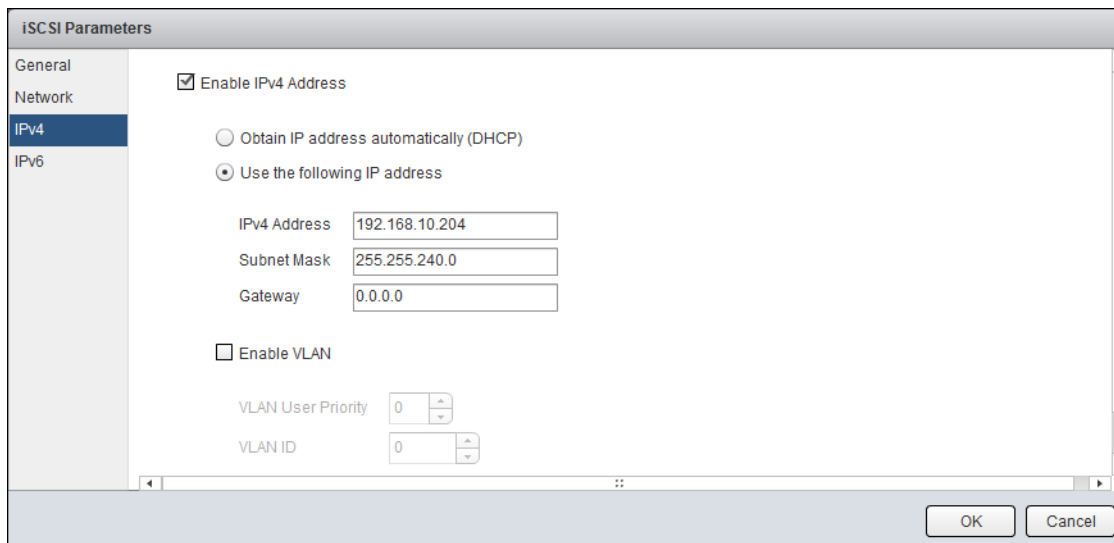 iSCSI Parameters
General
Network
IPv4
IPv6
Enable IPv4 Address
Obtain IP address automatically (DHCP)
Use the following IP address
IPv4 Address 192.168.10.204
Subnet Mask 255.255.240.0
Gateway 0.0.0.0
Enable VLAN
VLAN User Priority 0
VLAN ID 0
OK Cancel